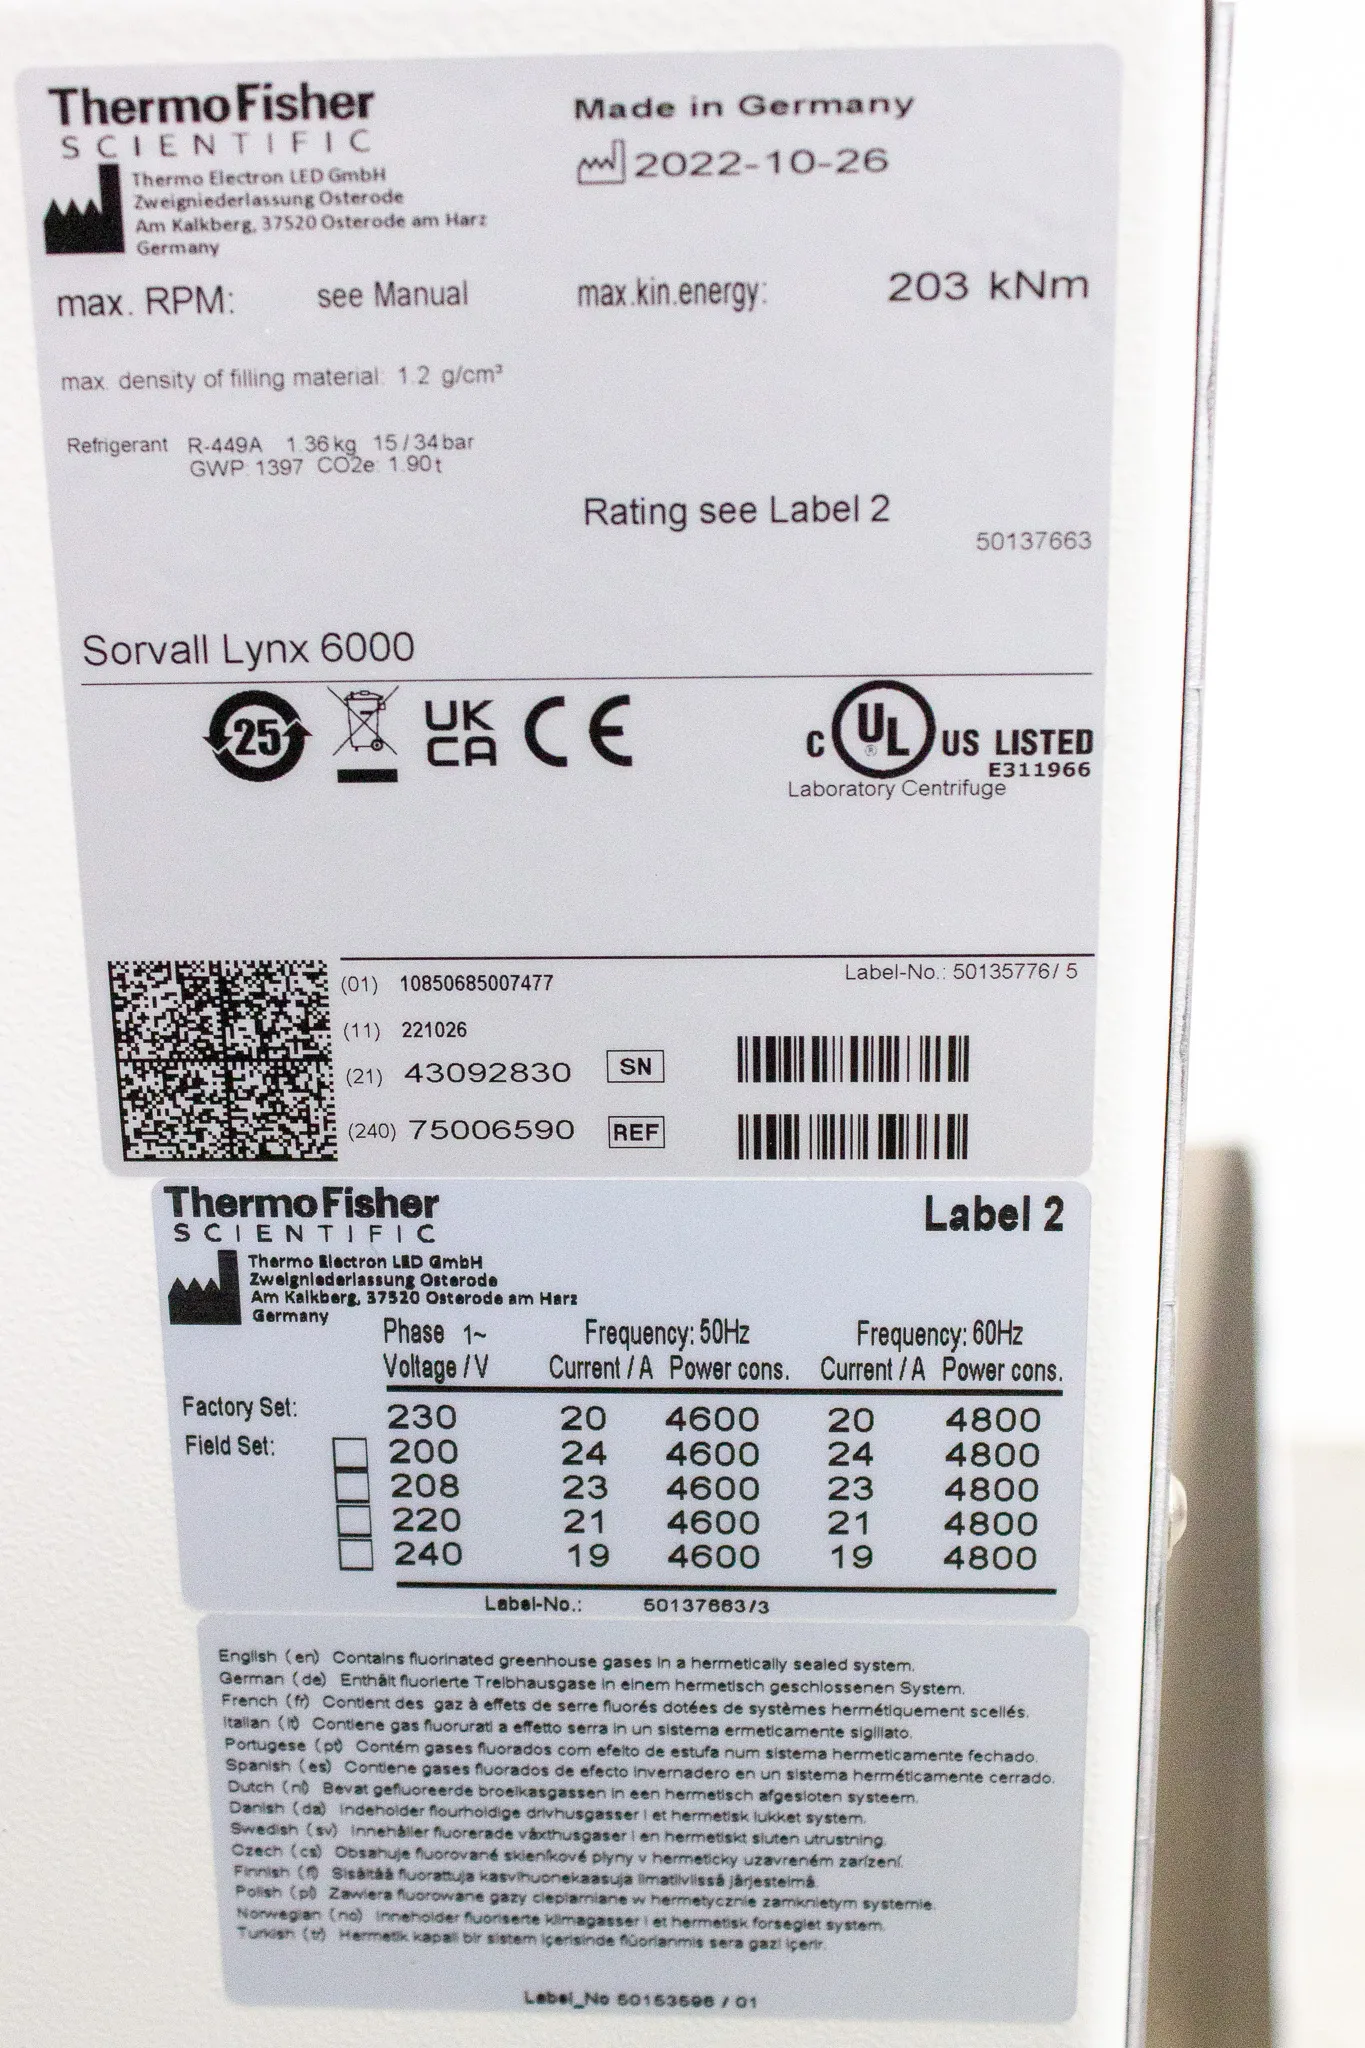 ThermoFisher
SCIENTIFIC
Thermo Electron LED GmbH
Zweigniederlassung Osterode
Am Kalkberg, 37520 Osterode am Harz
Germany
Made in Germany
2022-10-26
max. RPM: see Manual
max.kin.energy: 203 kNm
max. density of filling material: 1.2 g/cm³
Refrigerant R-449A 1.36kg 15/34bar
GWP: 1397 CO2e: 1.90t
Rating see Label 2
50137663
Sorvall Lynx 6000
25
UK
CA
CE
c UL ® US LISTED
E311966
Laboratory Centrifuge
Label-No.: 50135776/ 5
(01) 10850685007477
(11) 221026
(21) 43092830 SN
(240) 75006590 REF
ThermoFisher
SCIENTIFIC
Label 2
Thermo Electron LED GmbH
Zweigniederlassung Osterode
Am Kalkberg, 37520 Osterode am Harz
Germany
Phase 1~ Frequency: 50Hz Frequency: 60Hz
Voltage / V Current / A Power cons. Current / A Power cons.
Factory Set: 230 20 4600 20 4800
Field Set: 200 24 4600 24 4800
208 23 4600 23 4800
220 21 4600 21 4800
240 19 4600 19 4800
Label-No.: 50137663/3
English (en) Contains fluorinated greenhouse gases in a hermetically sealed system.
German (de) Enthält fluorierte Treibhausgase in einem hermetisch geschlossenen System.
French (fr) Contient des gaz à effets de serre fluorés dotées de systèmes hermétiquement scellés.
Italian (it) Contiene gas fluorurati a effetto serra in un sistema ermeticamente sigillato.
Portugese (pt) Contém gases fluorados com efeito de estufa num sistema hermeticamente fechado.
Spanish (es) Contiene gases fluorados de efecto invernadero en un sistema herméticamente cerrado.
Dutch (nl) Bevat gefluoreerde broeikasgassen in een hermetisch afgesloten systeem.
Danish (da) Indeholder flourholdige drivhusgasser i et hermetisk lukket system.
Swedish (sv) Innehåller fluorerade växthusgaser i en hermetiskt sluten utrustning.
Czech (cs) Obsahuje fluorované skleníkové plyny v hermeticky uzavreném zarízení.
Finnish (fi) Sisältää fluorattuja kasvihuonekaasuja ilmatiiviissä järjestelmä.
Polish (pl) Zawiera fluorowane gazy cieplarniane w hermetycznie zamknietym systemie.
Norwegian (no) Inneholder fluoriserte klimagasser i et hermetisk forseglet system.
Turkish (tr) Hermetik kapali bir sistem içerisinde flüorlanmis sera gazi içerir.
Label_No 50153596 / 01